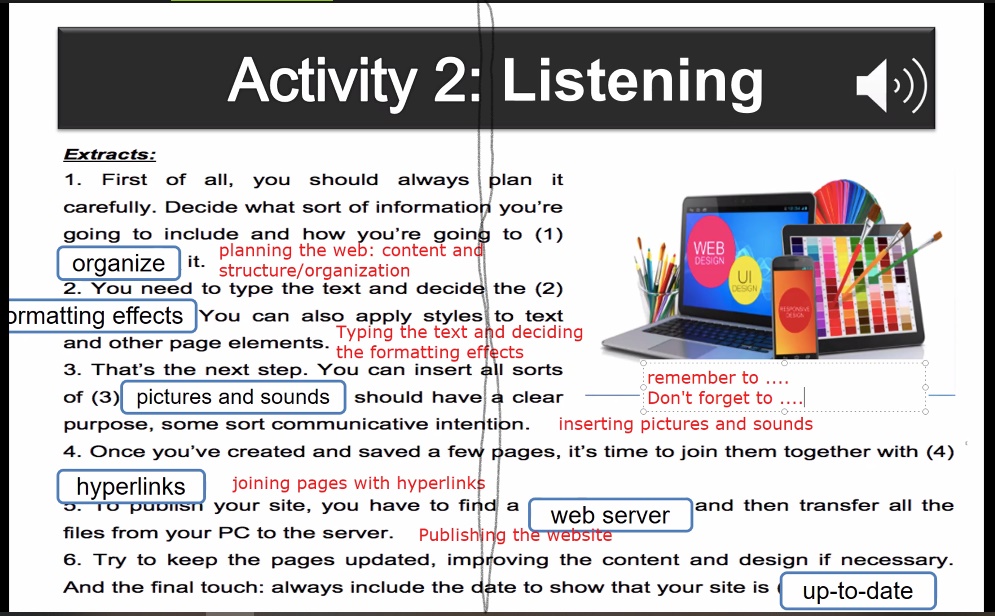 Activity 2: Listening
Extracts:
1. First of all, you should always plan it
carefully. Decide what sort of information you're
going to include and how you're going to (1)
organize it. planning the web: content and
structure/organization
2. You need to type the text and decide the (2)
ormatting effects You can also apply styles to text
and other page elements. Typing the text and deciding
the formatting effects
3. That's the next step. You can insert all sorts
of (3) pictures and sounds should have a clear
purpose, some sort communicative intention. inserting pictures and sounds
4. Once you've created and saved a few pages, it's time to join them together with (4)
hyperlinks joining pages with hyperlinks
5. To publish your site, you have to find a web server and then transfer all the
files from your PC to the server. Publishing the website
6. Try to keep the pages updated, improving the content and design if necessary.
And the final touch: always include the date to show that your site is ( up-to-date
WEB
DESIGN
UI
DESIGN
RESPONSIVE
DESIGN
remember to ....
Don't forget to ....